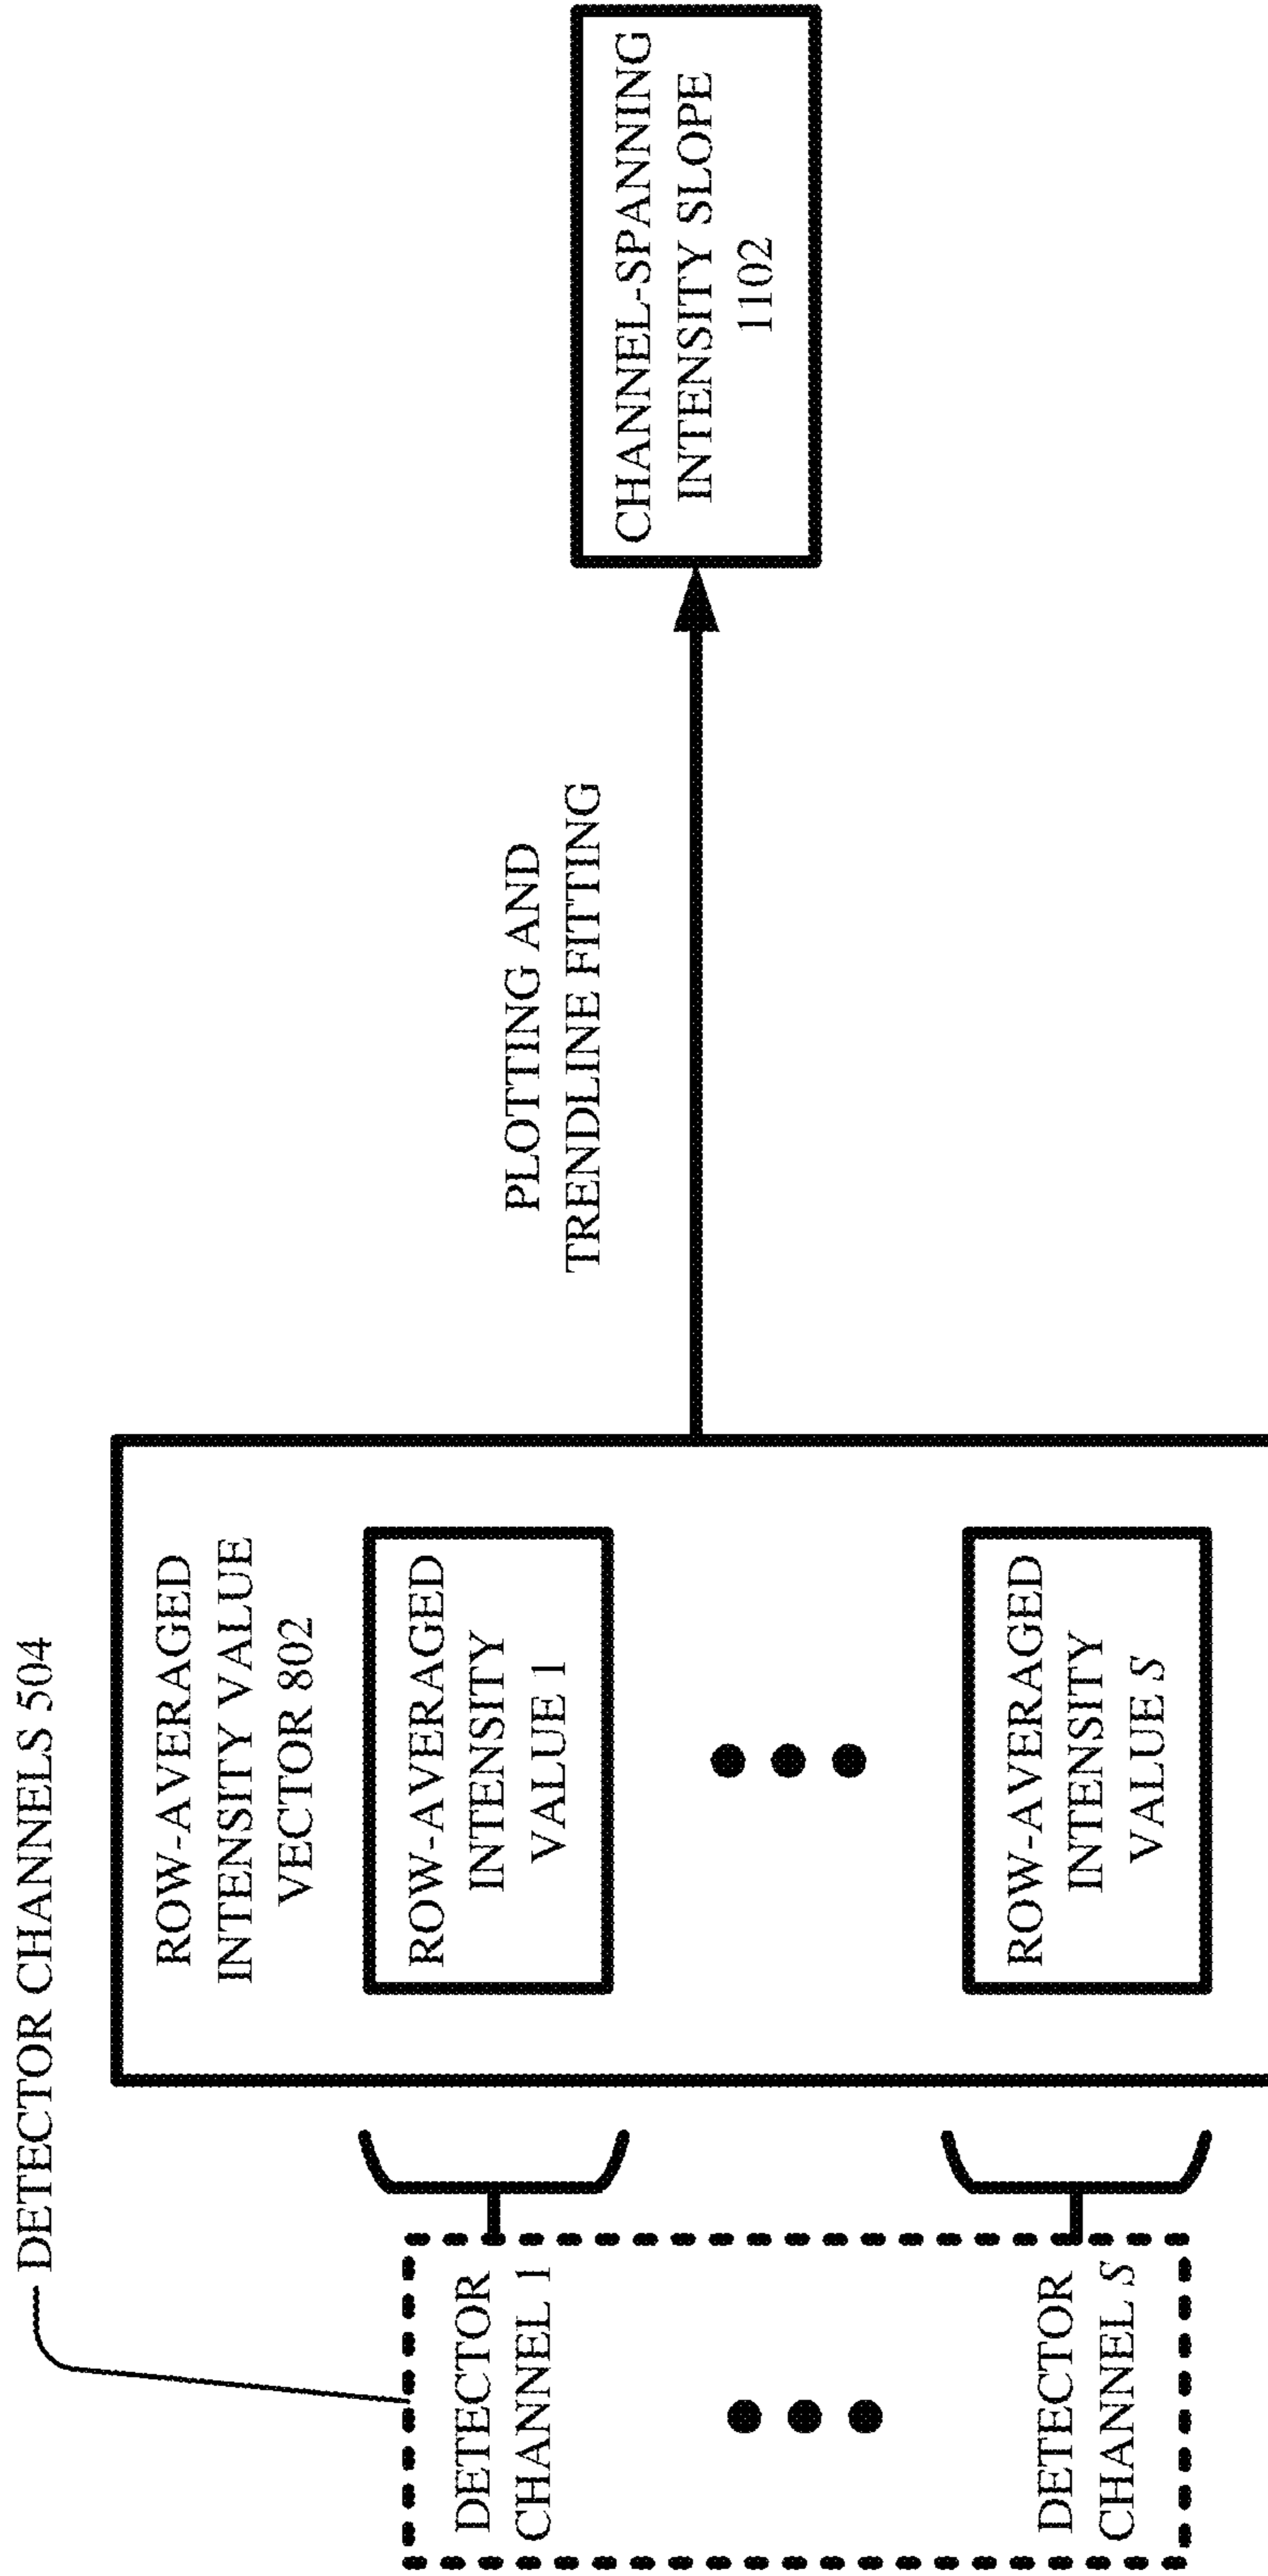 DETECTOR CHANNELS 504
DETECTOR
CHANNEL 1
DETECTOR
CHANNEL S
ROW-AVERAGED
INTENSITY VALUE
VECTOR 802
ROW-AVERAGED
INTENSITY
VALUE 1
ROW-AVERAGED
INTENSITY
VALUE S
PLOTTING AND
TRENDLINE FITTING
CHANNEL-SPANNING
INTENSITY SLOPE
1102